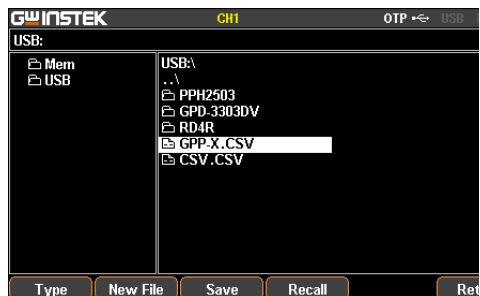 GWINSTEK CH1 OTP USB
USB:
Mem
USB
USB:\
..\
PPH2503
GPD-3303DV
RD4R
GPP-X.CSV
CSV.CSV
Type New File Save Recall Ret